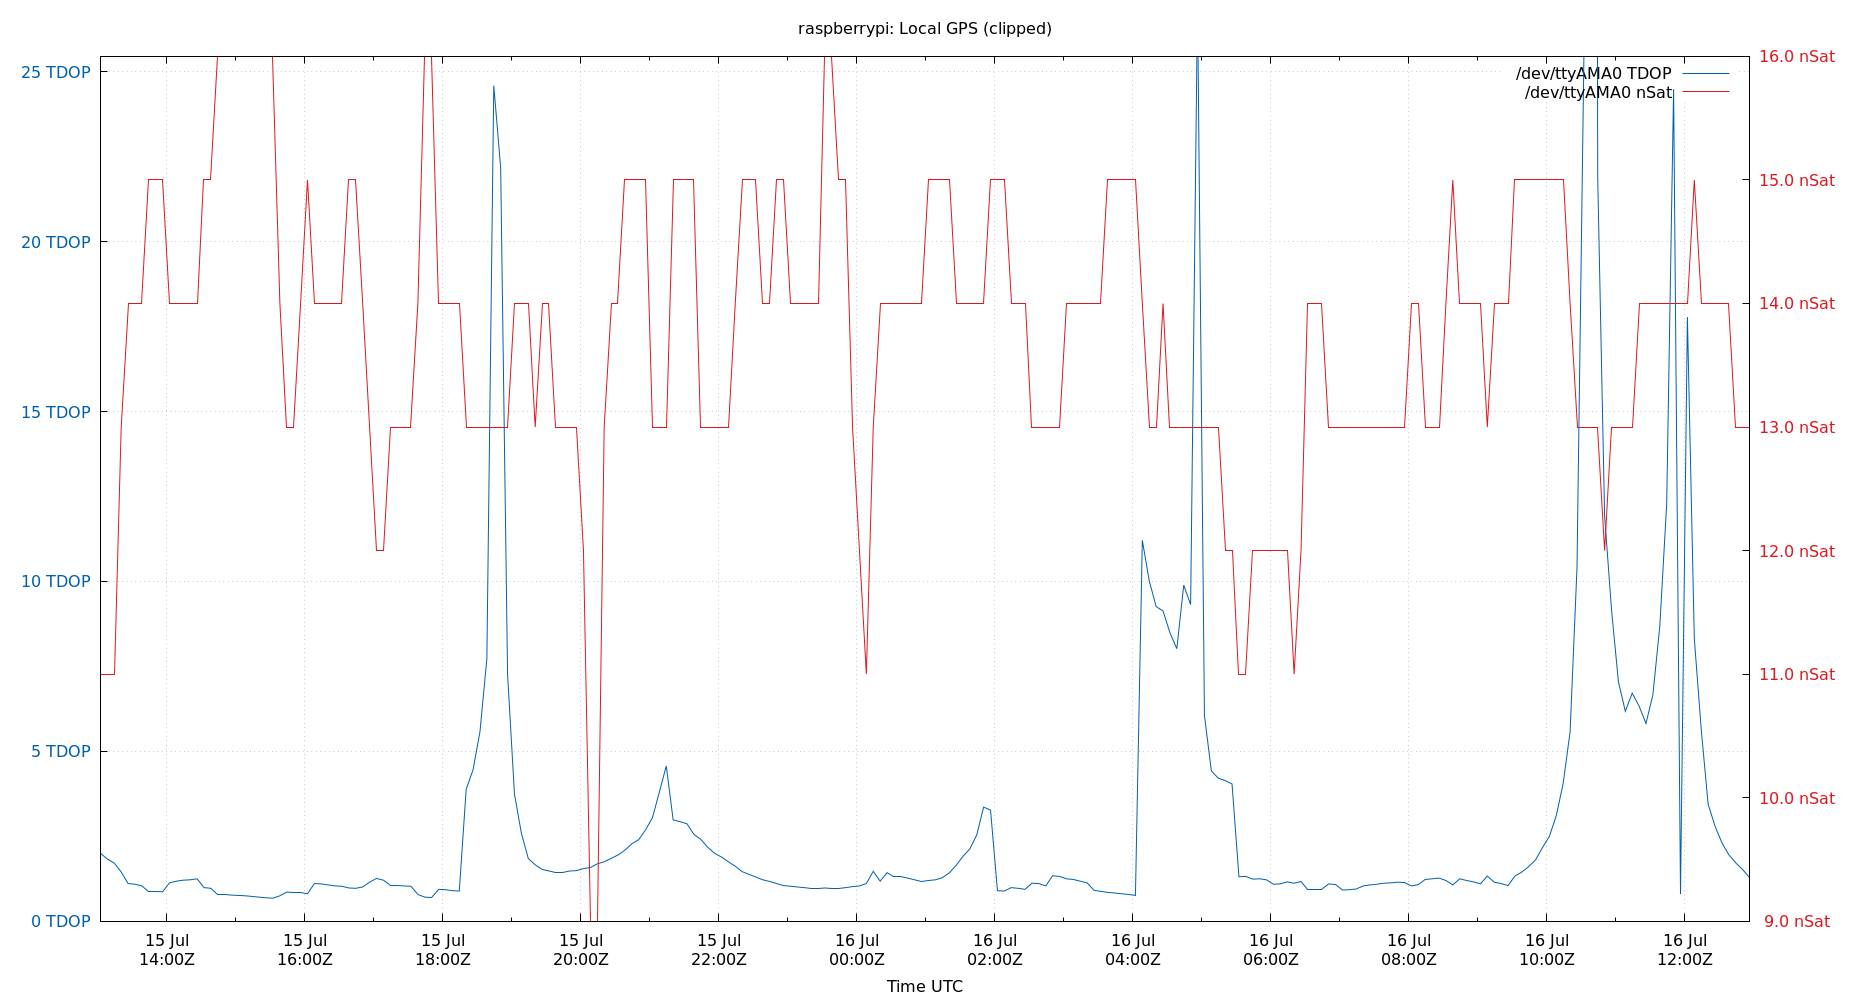 raspberrypi: Local GPS (clipped)
25 TDOP
20 TDOP
15 TDOP
10 TDOP
5 TDOP
0 TDOP
16.0 nSat
15.0 nSat
14.0 nSat
13.0 nSat
12.0 nSat
11.0 nSat
10.0 nSat
9.0 nSat
/dev/ttyAMA0 TDOP
/dev/ttyAMA0 nSat
15 Jul
14:00Z
15 Jul
16:00Z
15 Jul
18:00Z
15 Jul
20:00Z
15 Jul
22:00Z
16 Jul
00:00Z
16 Jul
02:00Z
16 Jul
04:00Z
16 Jul
06:00Z
16 Jul
08:00Z
16 Jul
10:00Z
16 Jul
12:00Z
Time UTC